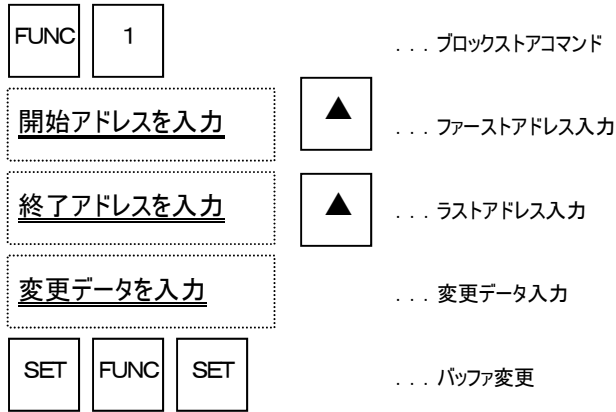 FUNC 1 ...ブロックストアコマンド
開始アドレスを入力 ▲ ...ファーストアドレス入力
終了アドレスを入力 ▲ ...ラストアドレス入力
変更データを入力 ...変更データ入力
SET FUNC SET ...バッファ変更